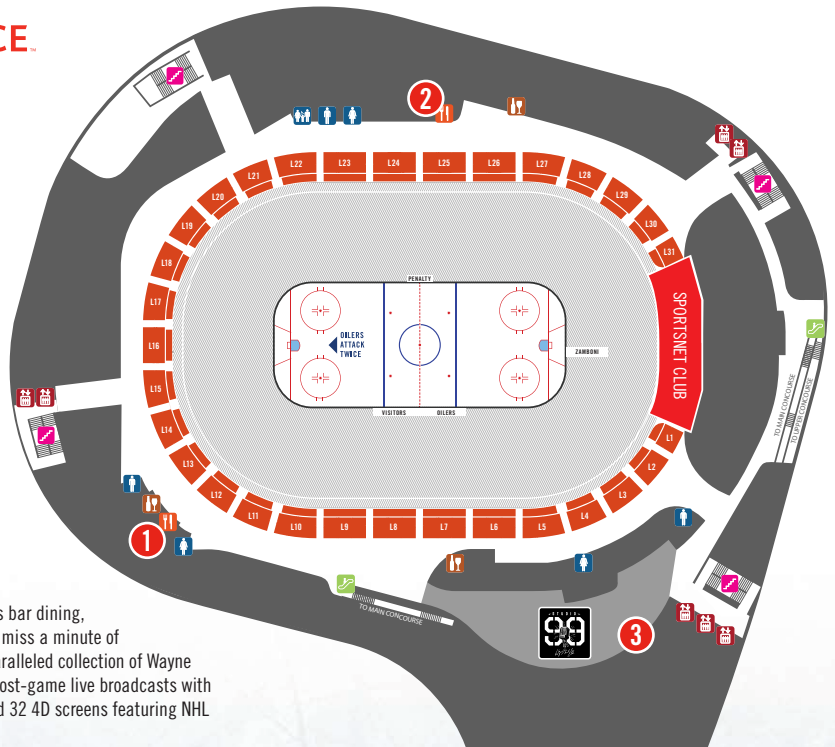 CE
2
L22 L23 L24 L25 L26 L27
L21
L28
L20
L29
L19
L30
L18
L31
L17
L16
L15
L14
L13
L12
L11
L10 L9 L8 L7 L6 L5
L4
L3
L2
L1
PENALTY
OILERS
ATTACK
TWICE
ZAMBONI
VISITORS OILERS
SPORTSNET CLUB
TO MAIN CONCOURSE
TO UPPER CONCOURSE
1
TO MAIN CONCOURSE
STUDIO
99
3
s bar dining,
miss a minute of
nralleled collection of Wayne
ost-game live broadcasts with
d 32 4D screens featuring NHL